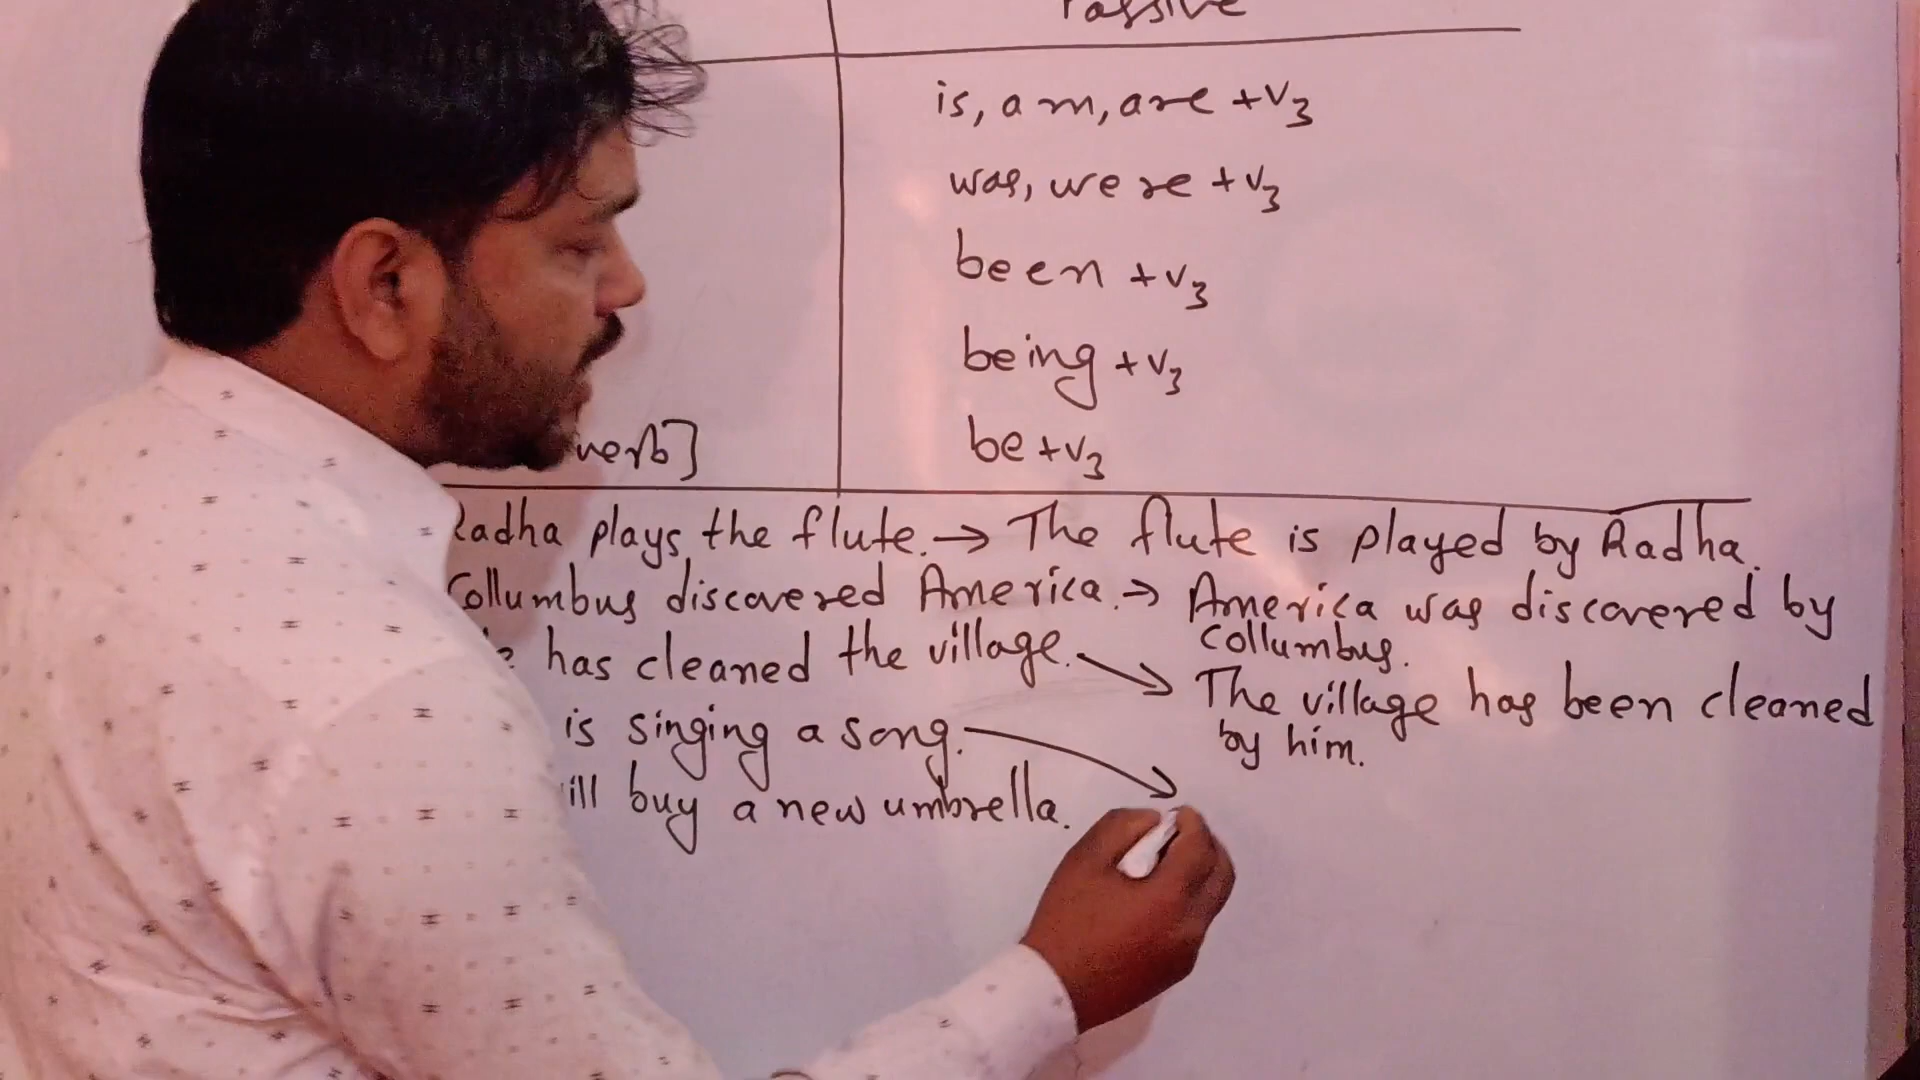 Passive
is, am, are + V3
was, were + V3
been + V3
being + V3
verb] be + V3
Radha plays the flute. → The flute is played by Radha.
Collumbus discovered America. → America was discovered by
Collumbus.
has cleaned the village. → The village has been cleaned
by him.
is singing a song. →
buy a new umbrella.